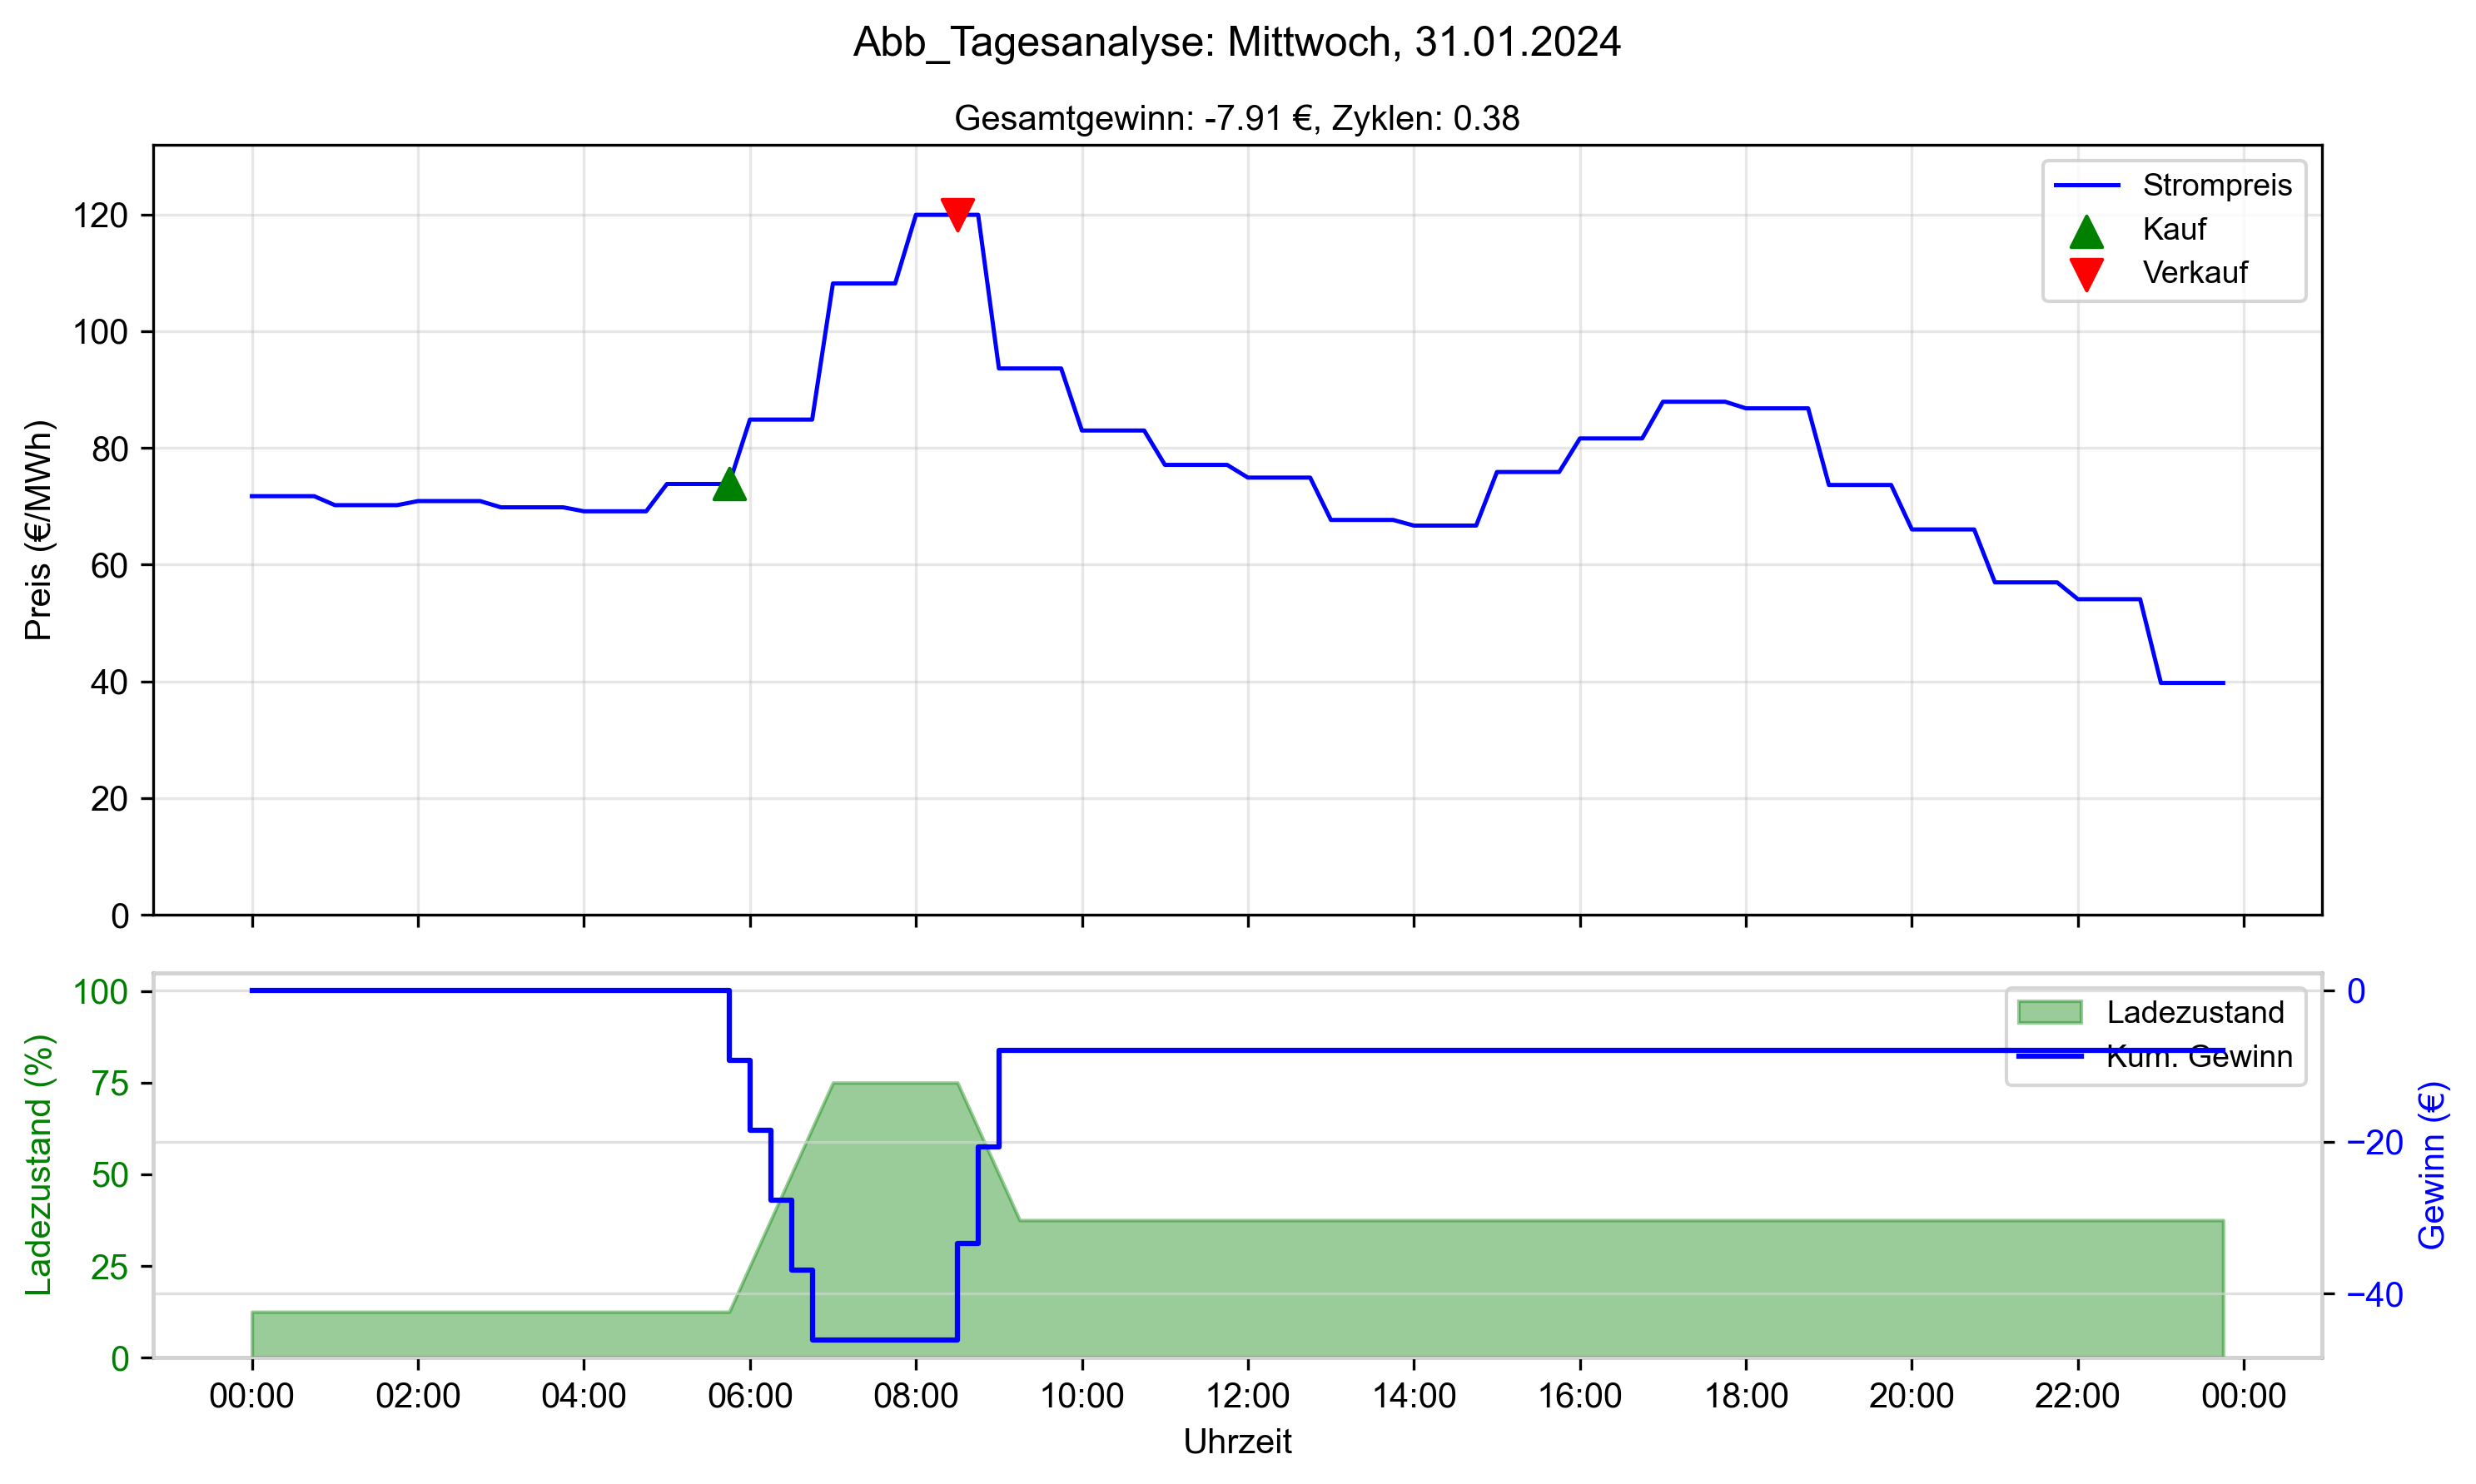 Abb_Tagesanalyse: Mittwoch, 31.01.2024
Gesamtgewinn: -7.91 €, Zyklen: 0.38
Preis (€/MWh)
120
100
80
60
40
20
0
Strompreis
Kauf
Verkauf
Ladezustand (%)
100
75
50
25
0
Ladezustand
Kum. Gewinn
0
−20
−40
Gewinn (€)
00:00 02:00 04:00 06:00 08:00 10:00 12:00 14:00 16:00 18:00 20:00 22:00 00:00
Uhrzeit